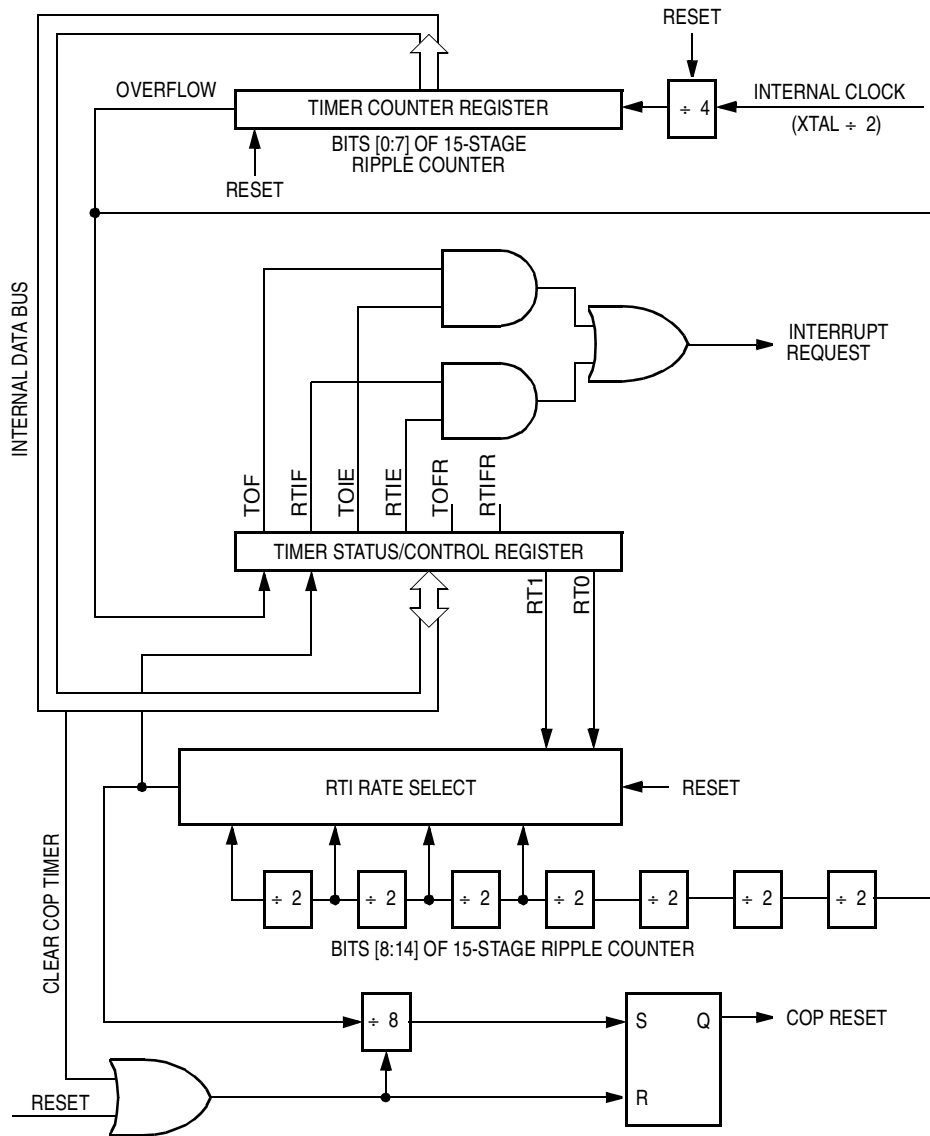 RESET
OVERFLOW
TIMER COUNTER REGISTER
÷ 4
INTERNAL CLOCK
(XTAL ÷ 2)
BITS [0:7] OF 15-STAGE
RIPPLE COUNTER
RESET
INTERNAL DATA BUS
INTERRUPT
REQUEST
TOF
RTIF
TOIE
RTIE
TOFR
RTIFR
TIMER STATUS/CONTROL REGISTER
RT1
RT0
RTI RATE SELECT
RESET
CLEAR COP TIMER
÷ 2
÷ 2
÷ 2
÷ 2
÷ 2
÷ 2
÷ 2
BITS [8:14] OF 15-STAGE RIPPLE COUNTER
÷ 8
S
Q
COP RESET
RESET
R